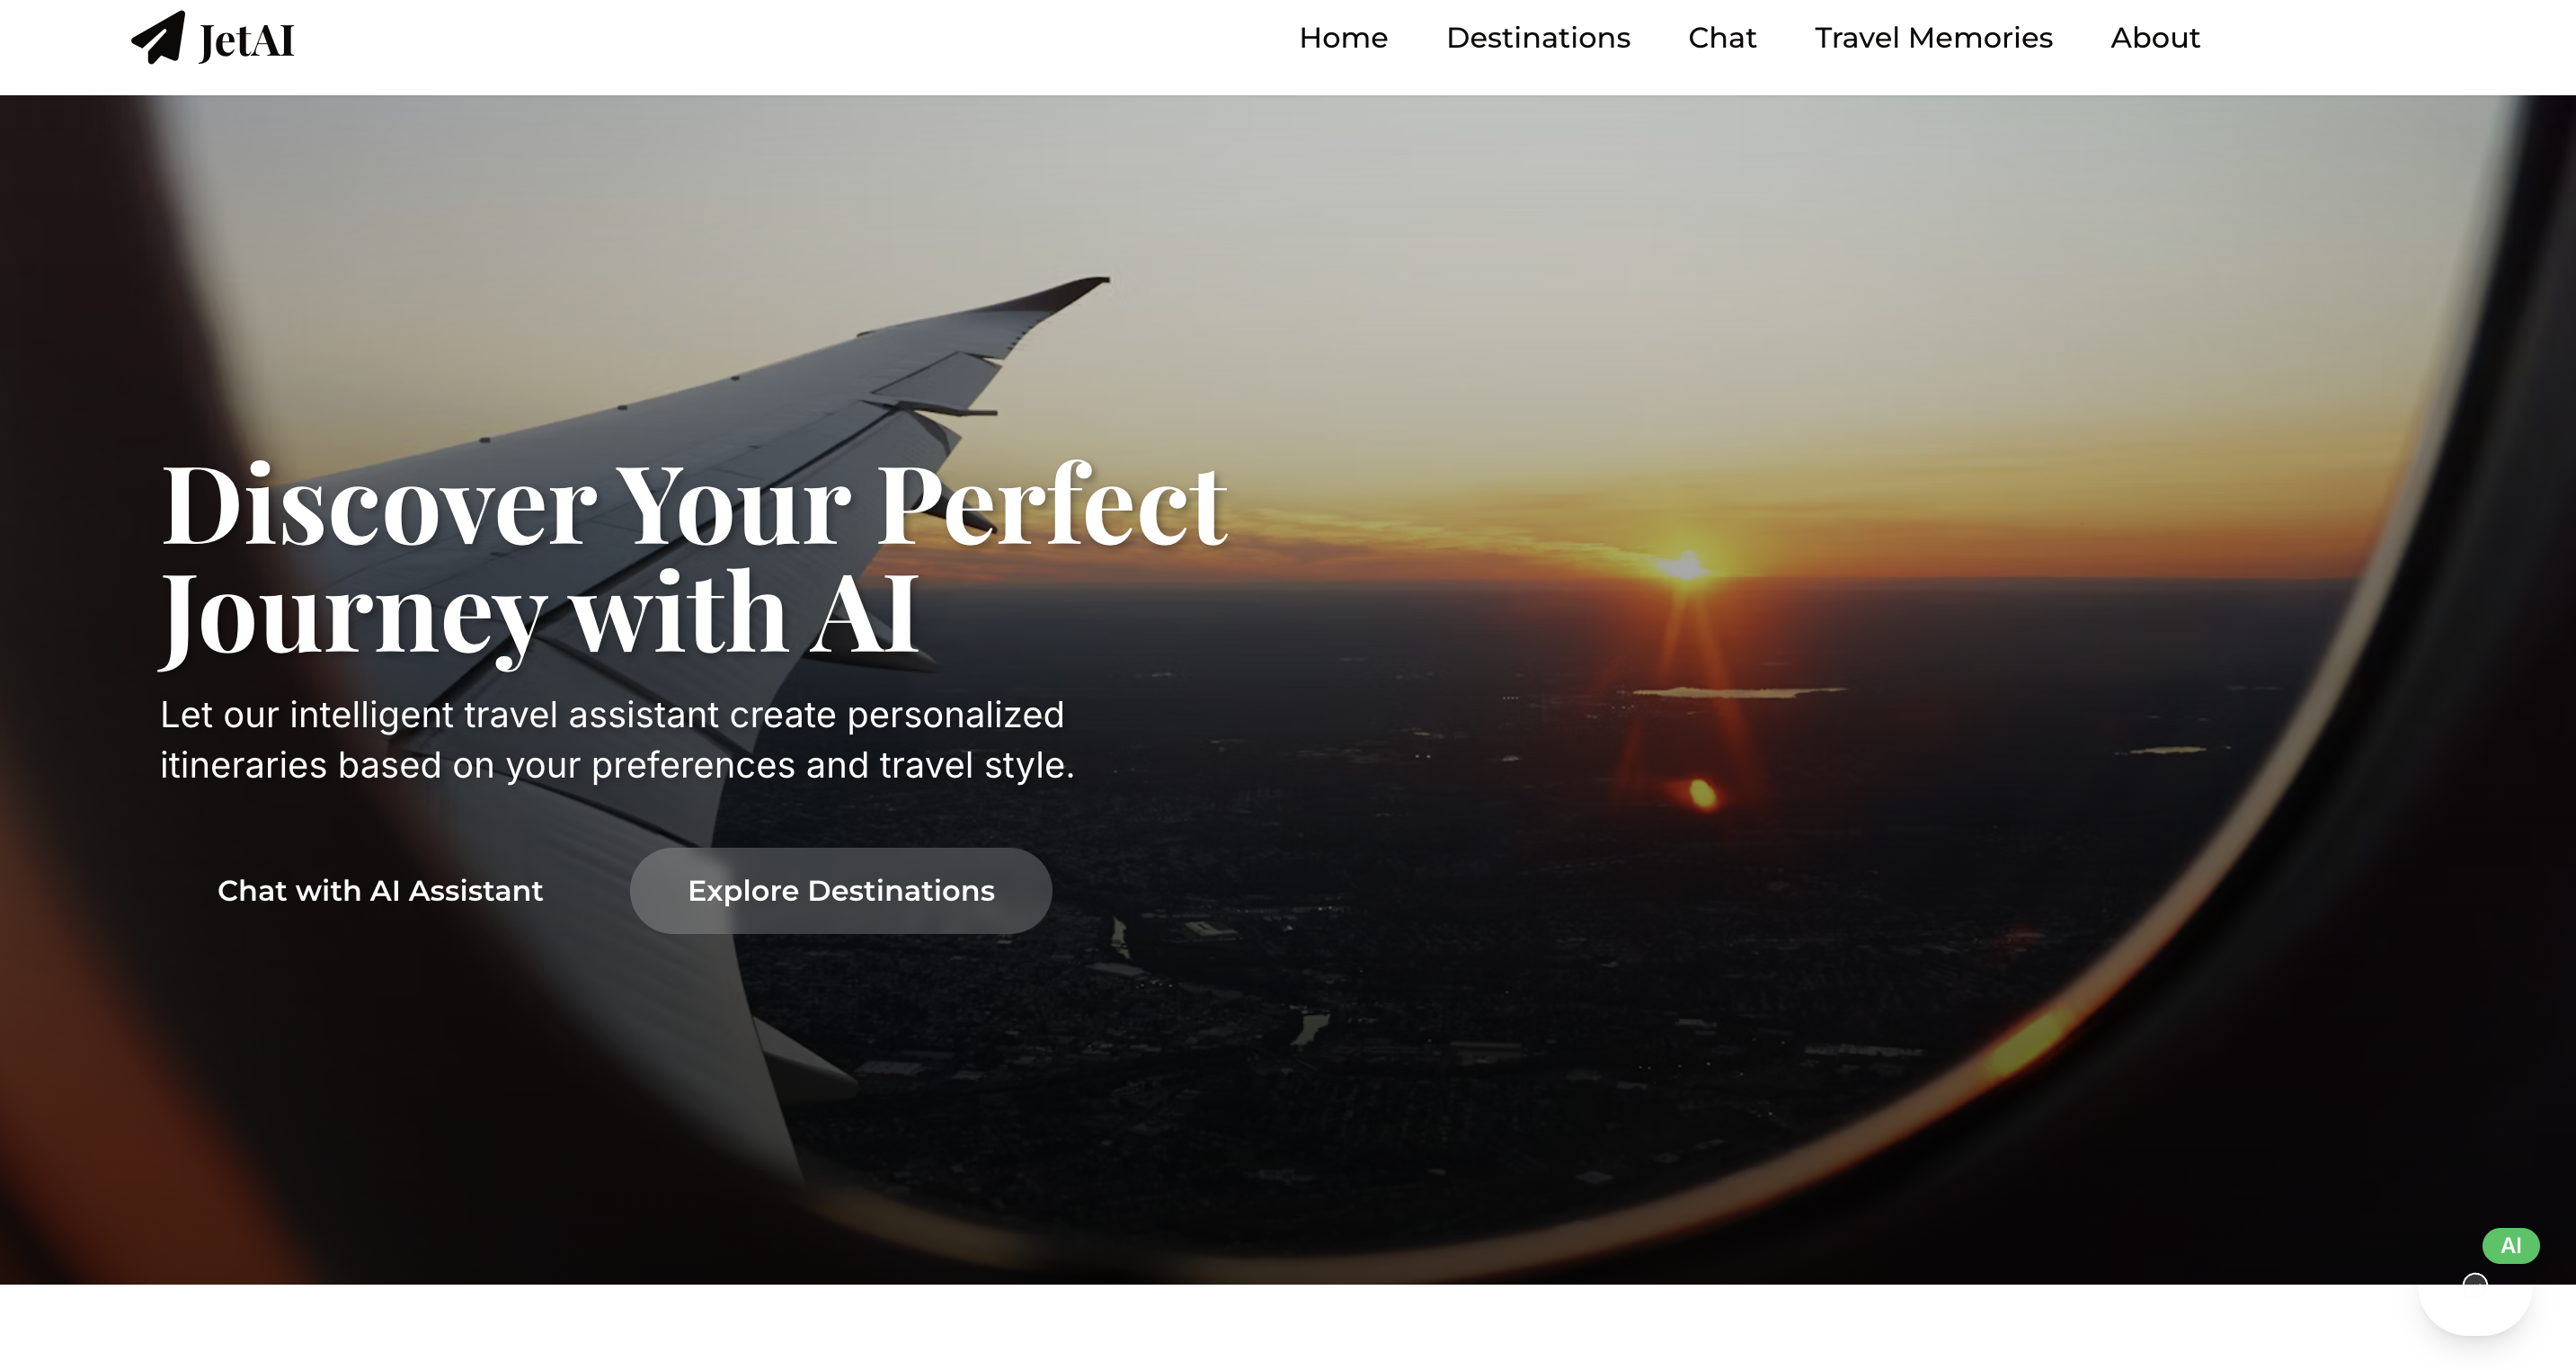 JetAI
Home
Destinations
Chat
Travel Memories
About
Discover Your Perfect
Journey with AI
Let our intelligent travel assistant create personalized
itineraries based on your preferences and travel style.
Chat with AI Assistant
Explore Destinations
AI